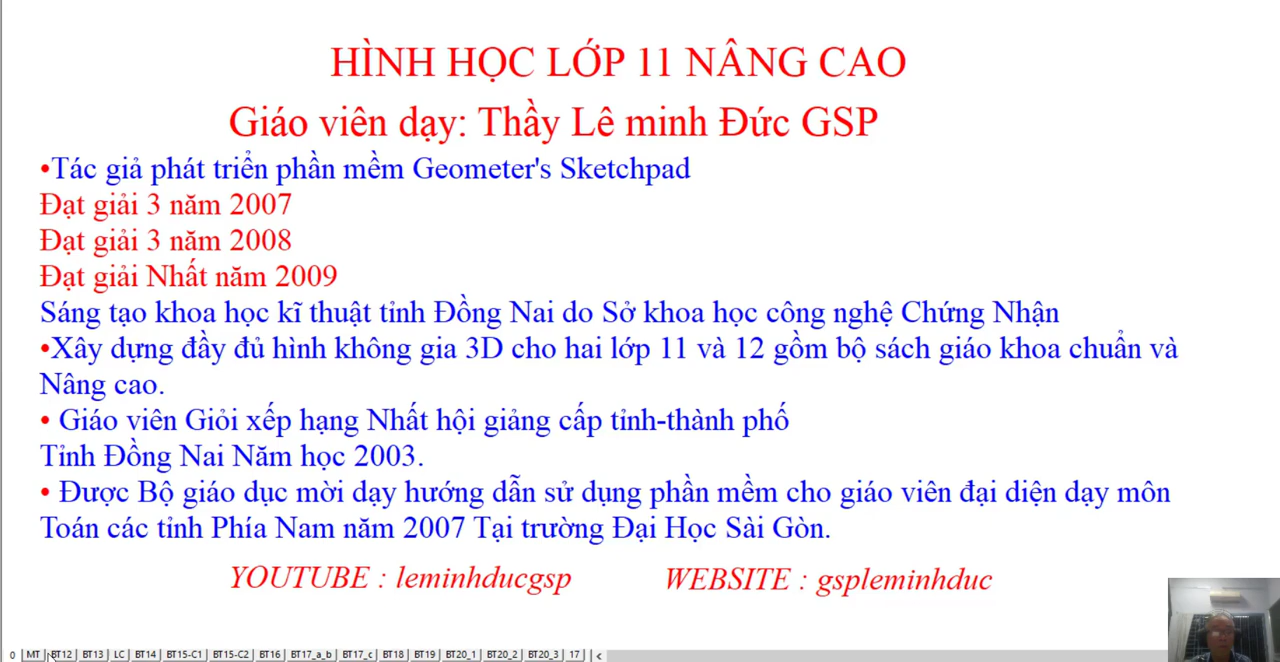 HÌNH HỌC LỚP 11 NÂNG CAO
Giáo viên dạy: Thầy Lê minh Đức GSP
•Tác giả phát triển phần mềm Geometer's Sketchpad
Đạt giải 3 năm 2007
Đạt giải 3 năm 2008
Đạt giải Nhất năm 2009
Sáng tạo khoa học kĩ thuật tỉnh Đồng Nai do Sở khoa học công nghệ Chứng Nhận
•Xây dựng đầy đủ hình không gia 3D cho hai lớp 11 và 12 gồm bộ sách giáo khoa chuẩn và
Nâng cao.
• Giáo viên Giỏi xếp hạng Nhất hội giảng cấp tỉnh-thành phố
Tỉnh Đồng Nai Năm học 2003.
• Được Bộ giáo dục mời dạy hướng dẫn sử dụng phần mềm cho giáo viên đại diện dạy môn
Toán các tỉnh Phía Nam năm 2007 Tại trường Đại Học Sài Gòn.
YOUTUBE : leminhducgsp WEBSITE : gspleminhduc
0 MT BT12 BT13 LC BT14 BT15-C1 BT15-C2 BT16 BT17_a_b BT17_c BT18 BT19 BT20_1 BT20_2 BT20_3 17